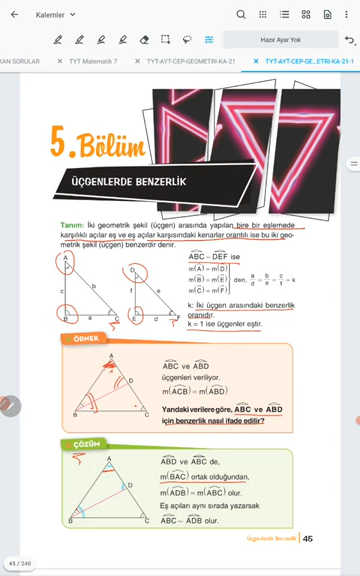 Kalemler
Hazır Ayar Yok
KAN SORULAR
TYT Matematik 7
TYT-AYT-CEP-GEOMETRI-KA-21
TYT-AYT-CEP-GE...ETRI-KA-21-1
5.Bölüm
ÜÇGENLERDE BENZERLİK
Tanım: İki geometrik şekil (üçgen) arasında yapılan bire bir eşlemede
karşılıklı açılar eş ve eş açılar karşısındaki kenarlar orantılı ise bu iki geo-
metrik şekil (üçgen) benzerdir denir.
A
b
c
B
a
C
D
f
e
E
d
F
ABC ~ DEF ise
m(A) = m(D)
m(B) = m(E)
m(C) = m(F)
den, a/d = b/e = c/f = k
k: İki üçgen arasındaki benzerlik
oranıdır.
k = 1 ise üçgenler eştir.
ÖRNEK
A
D
B
C
ABC ve ABD
üçgenleri veriliyor.
m(ACB) = m(ABD)
Yandaki verilere göre, ABC ve ABD
için benzerlik nasıl ifade edilir?
ÇÖZÜM
A
D
B
C
ABD ve ABC de,
m(BAC) ortak olduğundan,
m(ADB) = m(ABC) olur.
Eş açıları aynı sırada yazarsak
ABC ~ ADB olur.
Üçgenlerde Benzerlik
45
45 / 240